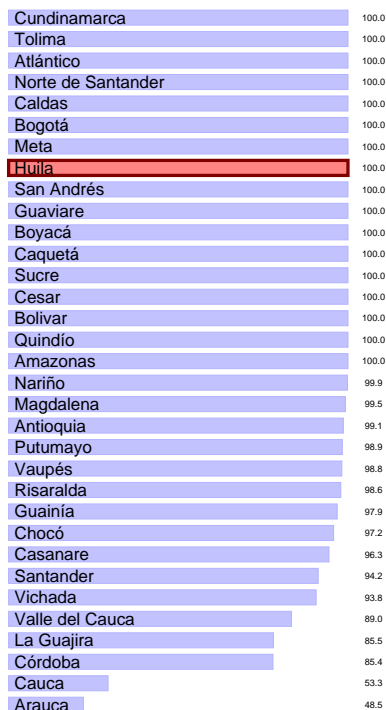 Cundinamarca 100.0
Tolima 100.0
Atlántico 100.0
Norte de Santander 100.0
Caldas 100.0
Bogotá 100.0
Meta 100.0
Huila 100.0
San Andrés 100.0
Guaviare 100.0
Boyacá 100.0
Caquetá 100.0
Sucre 100.0
Cesar 100.0
Bolivar 100.0
Quindío 100.0
Amazonas 100.0
Nariño 99.9
Magdalena 99.5
Antioquia 99.1
Putumayo 98.9
Vaupés 98.8
Risaralda 98.6
Guainía 97.9
Chocó 97.2
Casanare 96.3
Santander 94.2
Vichada 93.8
Valle del Cauca 89.0
La Guajira 85.5
Córdoba 85.4
Cauca 53.3
Arauca 48.5